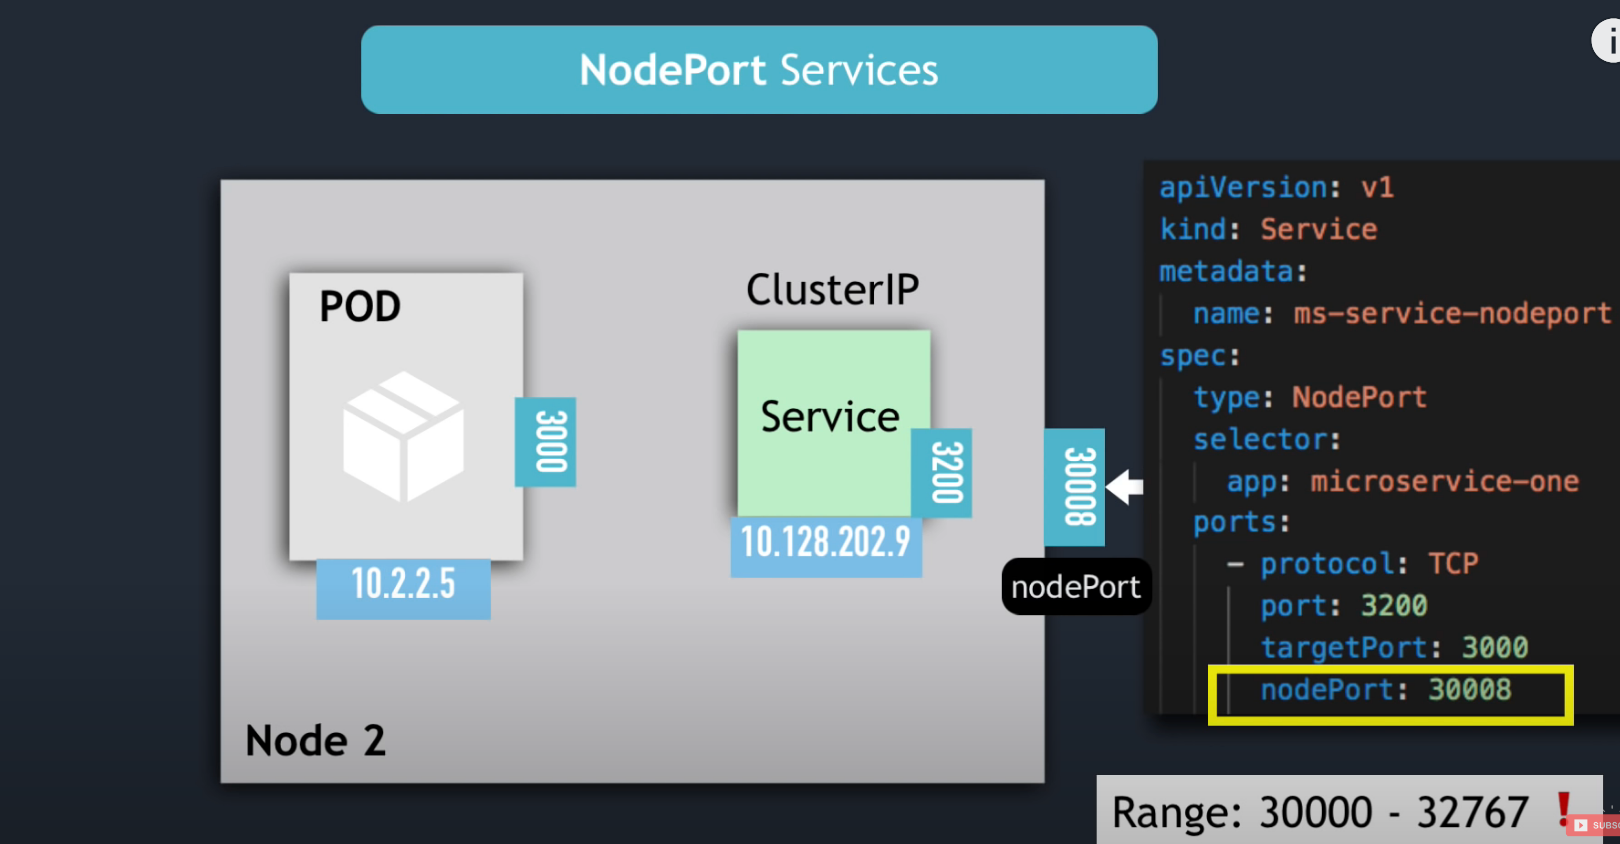 NodePort Services
i
POD
3000
10.2.2.5
ClusterIP
Service
3200
10.128.202.9
30008
nodePort
Node 2
apiVersion: v1
kind: Service
metadata:
name: ms-service-nodeport
spec:
type: NodePort
selector:
app: microservice-one
ports:
- protocol: TCP
port: 3200
targetPort: 3000
nodePort: 30008
Range: 30000 - 32767 !